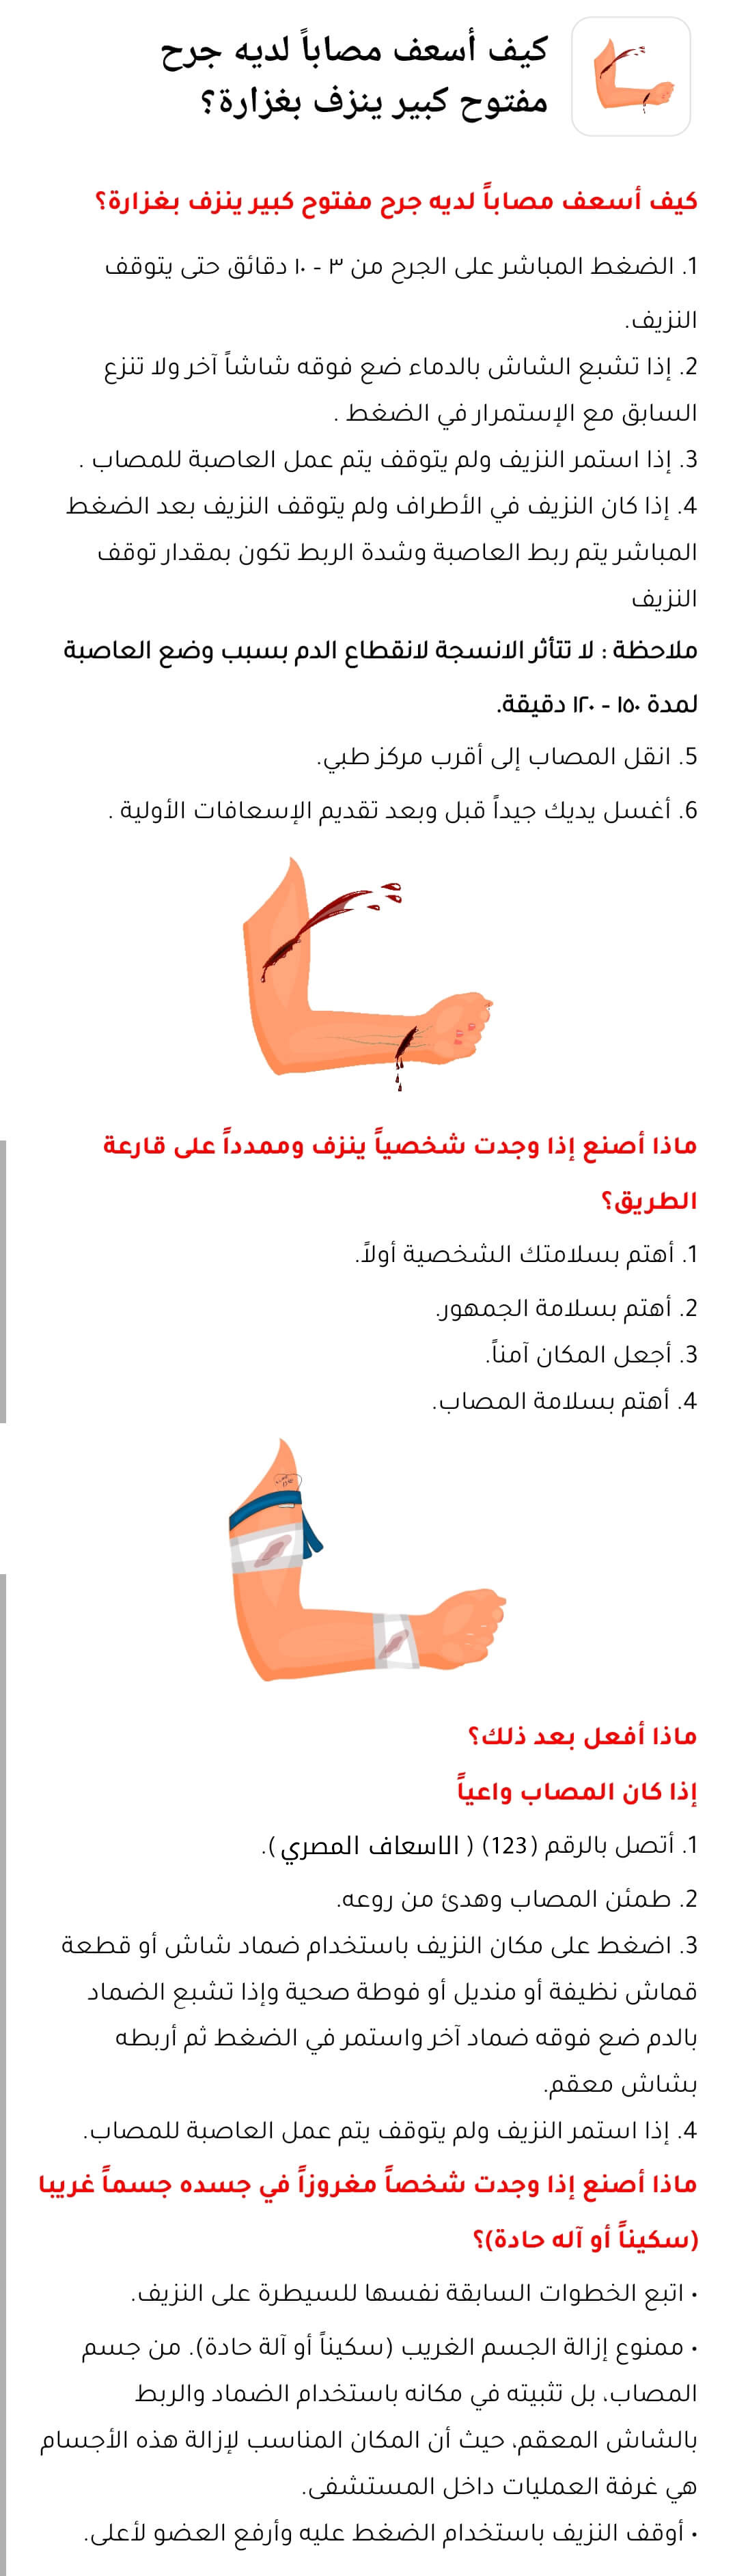 كيف أسعف مصاباً لديه جرح
مفتوح كبير ينزف بغزارة؟
كيف أسعف مصاباً لديه جرح مفتوح كبير ينزف بغزارة؟
1. الضغط المباشر على الجرح من ٣ - ١٠ دقائق حتى يتوقف
النزيف.
2. إذا تشبع الشاش بالدماء ضع فوقه شاشاً آخر ولا تنزع
السابق مع الإستمرار في الضغط .
3. إذا استمر النزيف ولم يتوقف يتم عمل العاصبة للمصاب .
4. إذا كان النزيف في الأطراف ولم يتوقف النزيف بعد الضغط
المباشر يتم ربط العاصبة وشدة الربط تكون بمقدار توقف
النزيف
ملاحظة : لا تتأثر الانسجة لانقطاع الدم بسبب وضع العاصبة
لمدة ١٥٠ - ١٢٠ دقيقة.
5. انقل المصاب إلى أقرب مركز طبي.
6. أغسل يديك جيداً قبل وبعد تقديم الإسعافات الأولية .
ماذا أصنع إذا وجدت شخصياً ينزف وممدداً على قارعة
الطريق؟
1. أهتم بسلامتك الشخصية أولاً.
2. أهتم بسلامة الجمهور.
3. أجعل المكان آمناً.
4. أهتم بسلامة المصاب.
ماذا أفعل بعد ذلك؟
إذا كان المصاب واعياً
1. أتصل بالرقم (123) ( الاسعاف المصري ).
2. طمئن المصاب وهدئ من روعه.
3. اضغط على مكان النزيف باستخدام ضماد شاش أو قطعة
قماش نظيفة أو منديل أو فوطة صحية وإذا تشبع الضماد
بالدم ضع فوقه ضماد آخر واستمر في الضغط ثم أربطه
بشاش معقم.
4. إذا استمر النزيف ولم يتوقف يتم عمل العاصبة للمصاب.
ماذا أصنع إذا وجدت شخصاً مغروزاً في جسده جسماً غريبا
(سكيناً أو آله حادة)؟
• اتبع الخطوات السابقة نفسها للسيطرة على النزيف.
• ممنوع إزالة الجسم الغريب (سكيناً أو آلة حادة). من جسم
المصاب، بل تثبيته في مكانه باستخدام الضماد والربط
بالشاش المعقم، حيث أن المكان المناسب لإزالة هذه الأجسام
هي غرفة العمليات داخل المستشفى.
• أوقف النزيف باستخدام الضغط عليه وأرفع العضو لأعلى.